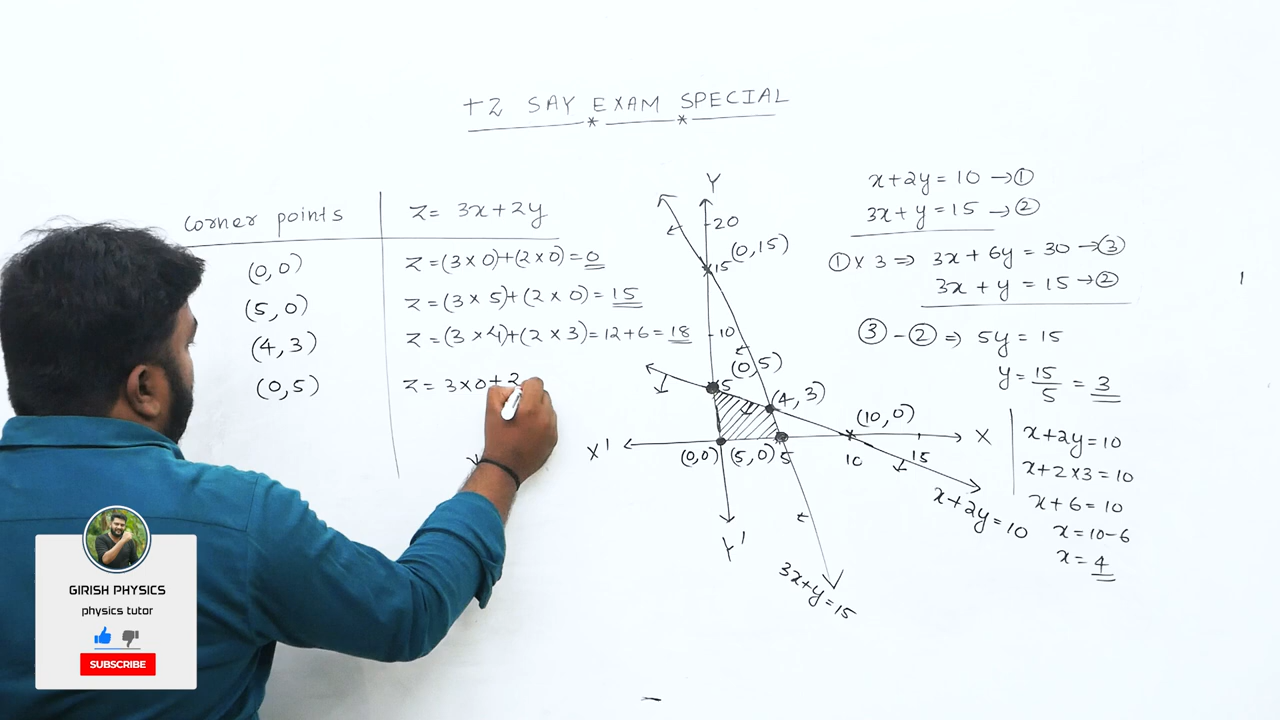 +2 SAY EXAM SPECIAL
Corner points
z = 3x+2y
(0,0)
z = (3 x 0)+(2 x 0) = 0
(5,0)
z = (3 x 5)+(2 x 0) = 15
(4,3)
z = (3 x 4)+(2 x 3) = 12+6 = 18
(0,5)
z = 3x0+2
Y
20
15
(0,15)
10
(0,5)
5
(4,3)
(10,0)
X'
X
(0,0)
(5,0)
5
10
15
x+2y=10
Y'
3x+y=15
x+2y = 10 → ①
3x+y = 15 → ②
① x 3 ⇒ 3x+6y = 30 → ③
3x + y = 15 → ②
③ - ② ⇒ 5y = 15
y = 15/5 = 3
x+2y=10
x+2x3=10
x+6=10
x=10-6
x=4
GIRISH PHYSICS
physics tutor
SUBSCRIBE